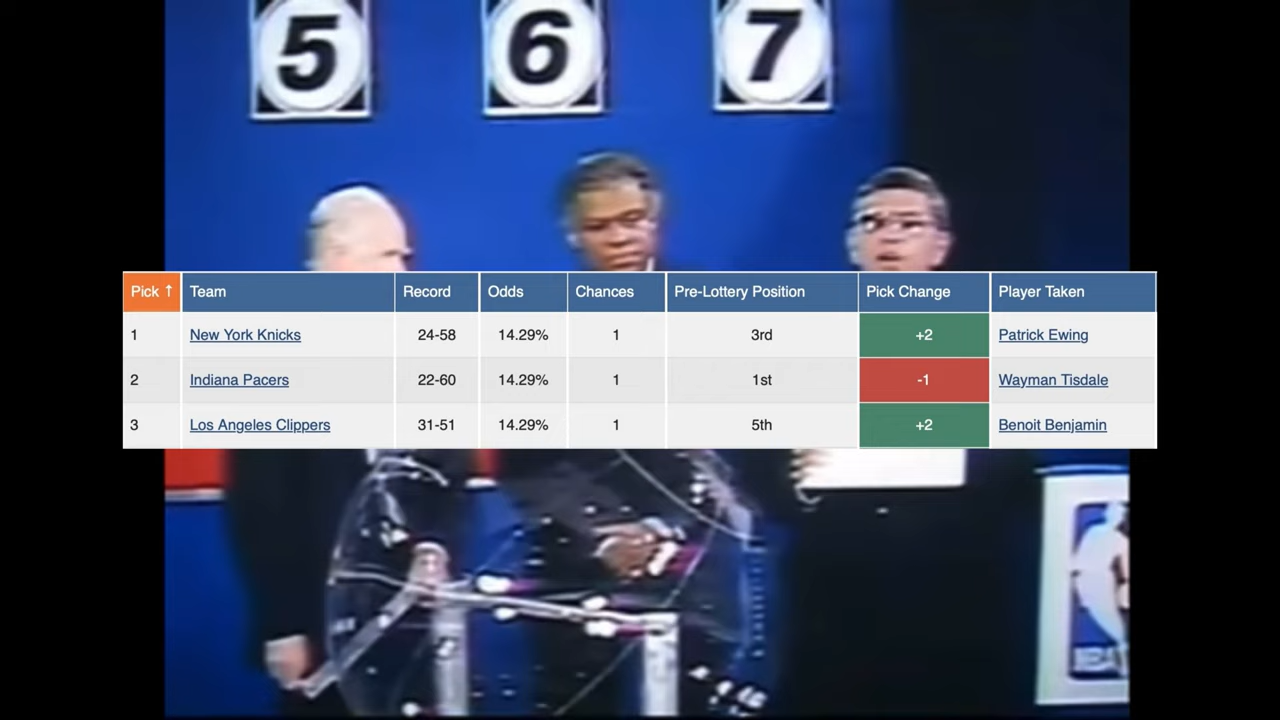 5 6 7
Pick ↑ Team Record Odds Chances Pre-Lottery Position Pick Change Player Taken
1 New York Knicks 24-58 14.29% 1 3rd +2 Patrick Ewing
2 Indiana Pacers 22-60 14.29% 1 1st -1 Wayman Tisdale
3 Los Angeles Clippers 31-51 14.29% 1 5th +2 Benoit Benjamin
NBA